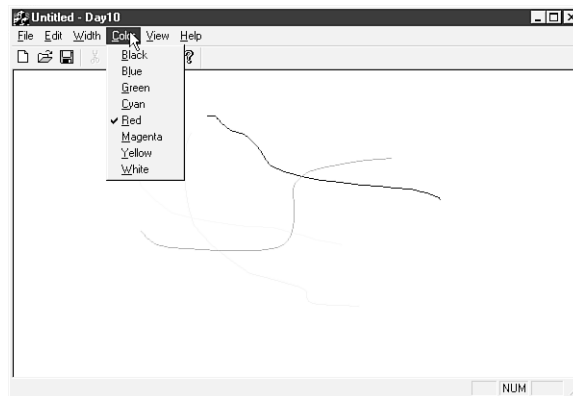 Untitled - Day10
File Edit Width Color View Help
Black
Blue
Green
Cyan
Red
Magenta
Yellow
White
NUM